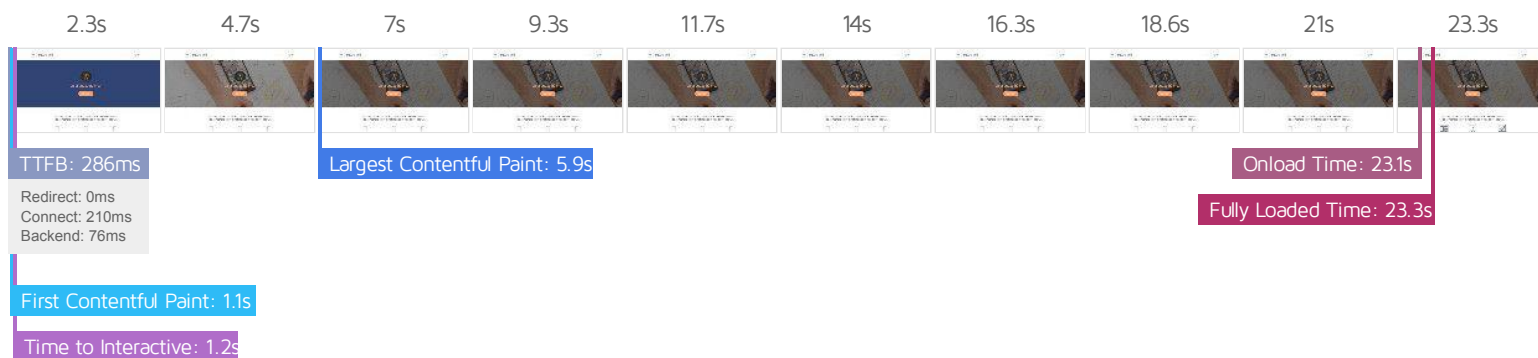 2.3s 4.7s 7s 9.3s 11.7s 14s 16.3s 18.6s 21s 23.3s
TTFB: 286ms
Redirect: 0ms
Connect: 210ms
Backend: 76ms
Largest Contentful Paint: 5.9s
Onload Time: 23.1s
Fully Loaded Time: 23.3s
First Contentful Paint: 1.1s
Time to Interactive: 1.2s